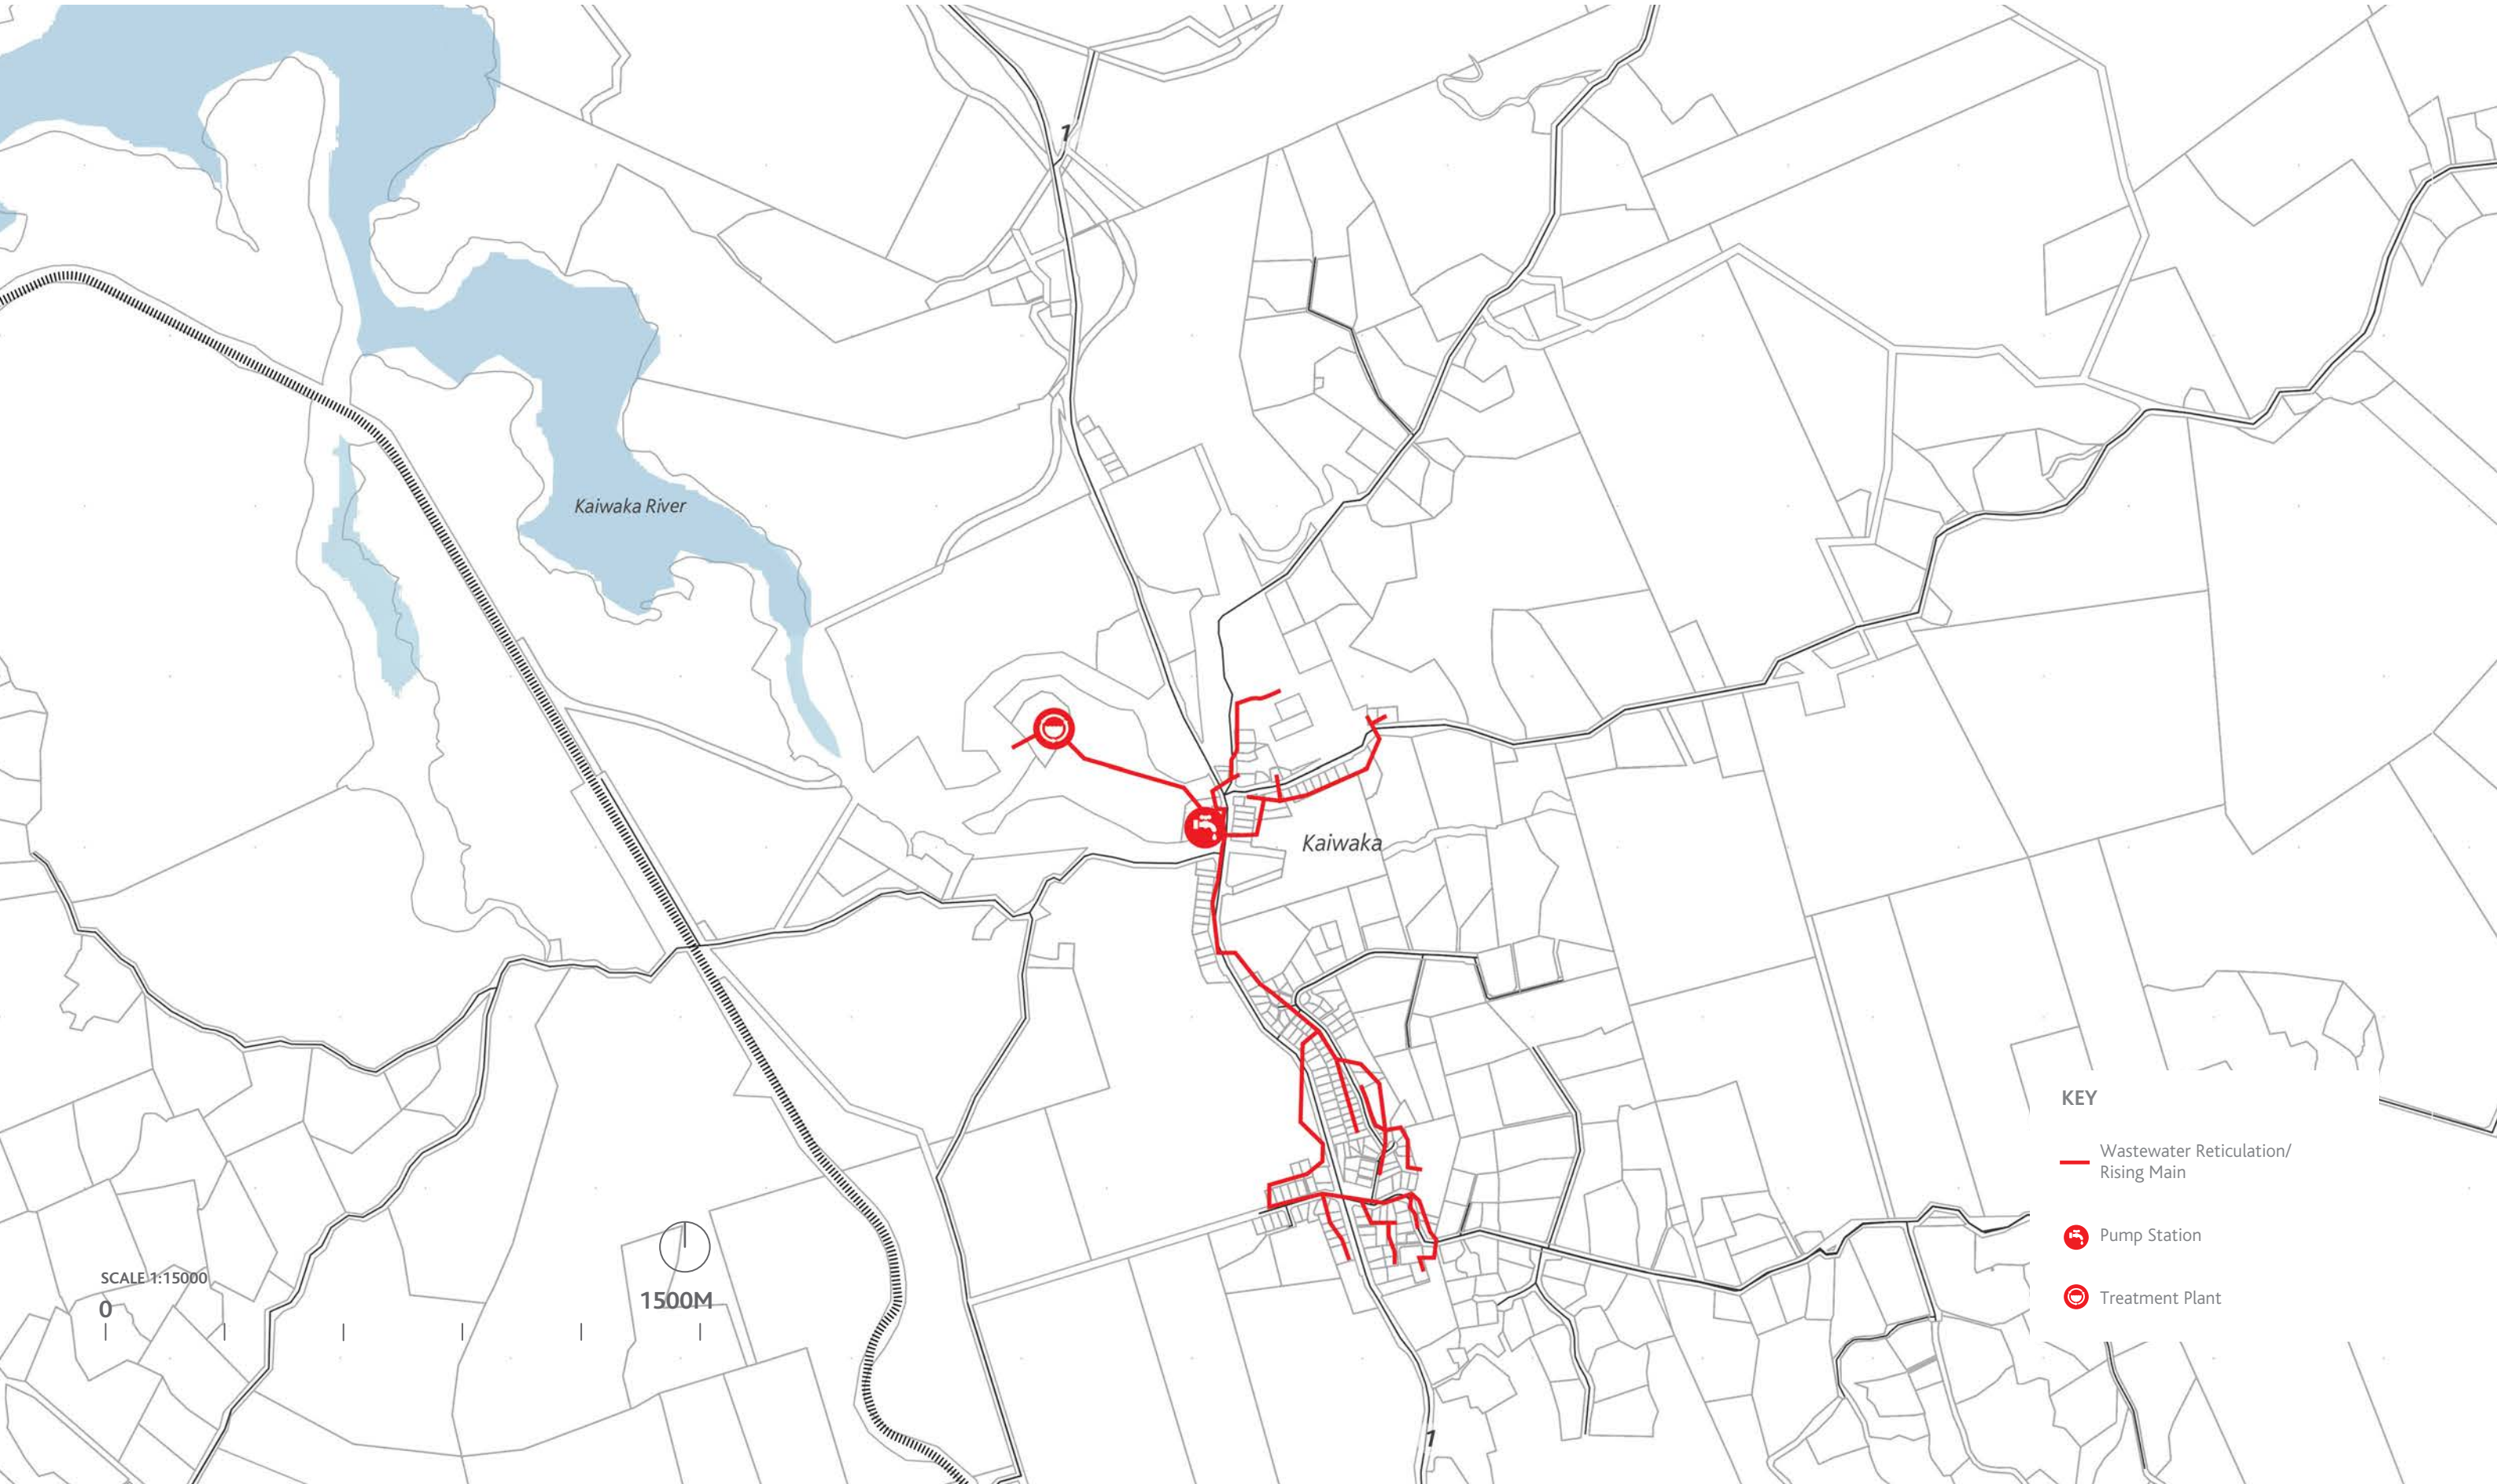 1
Kaiwaka River
Kaiwaka
KEY
Wastewater Reticulation/
Rising Main
Pump Station
Treatment Plant
SCALE 1:15000
0
1500M
1